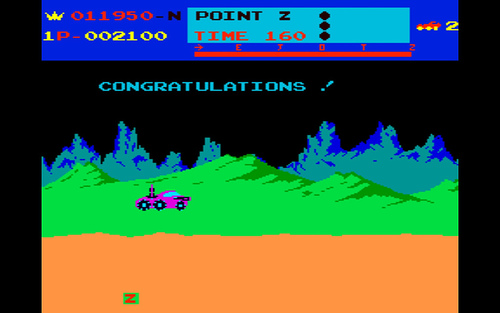 011950-N
1P-002100
POINT Z
TIME 160
→ E J O T Z
2
CONGRATULATIONS !
Z